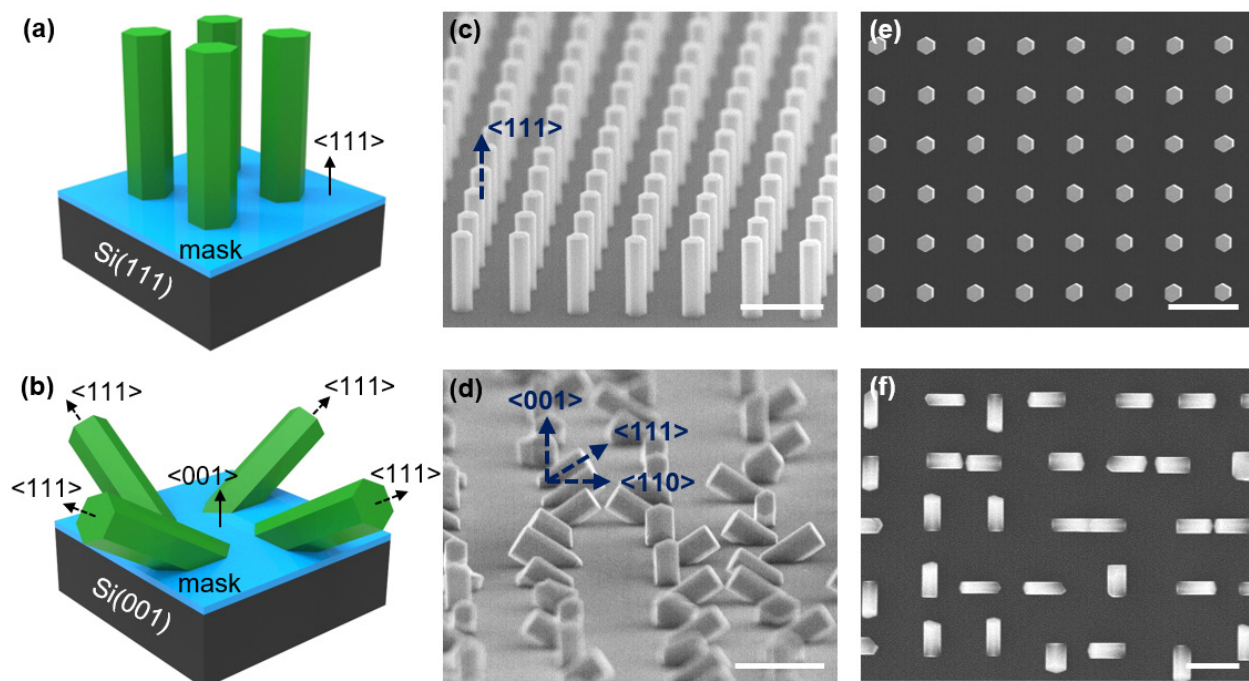 (a)
<111>
mask
Si(111)
(c)
<111>
(e)
(b)
<111>
<111>
<111>
<001>
<111>
mask
Si(001)
(d)
<001>
<111>
<110>
(f)